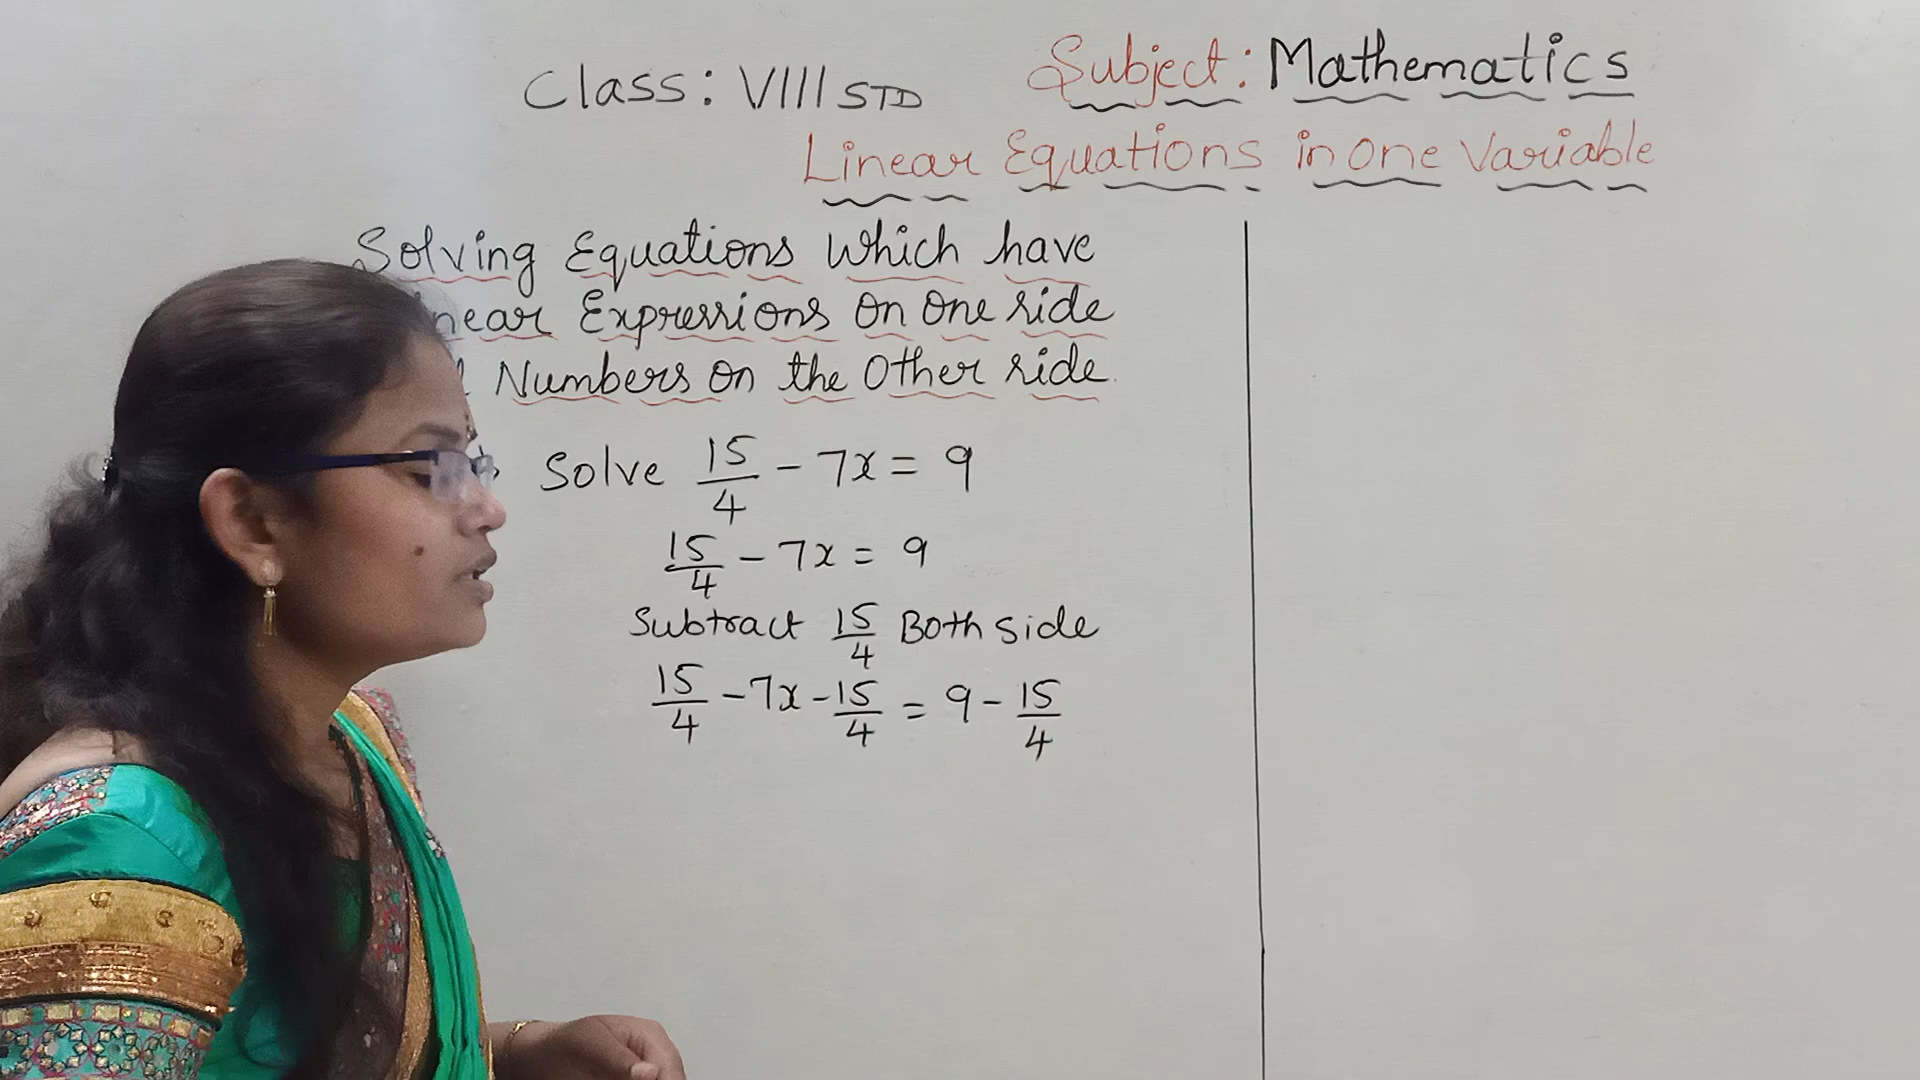 Class: VIII STD
Subject: Mathematics
Linear Equations in one Variable
Solving Equations Which have
near Expressions on one side
Numbers on the Other side.
Solve 15/4 - 7x = 9
15/4 - 7x = 9
Subtract 15/4 Both side
15/4 - 7x - 15/4 = 9 - 15/4